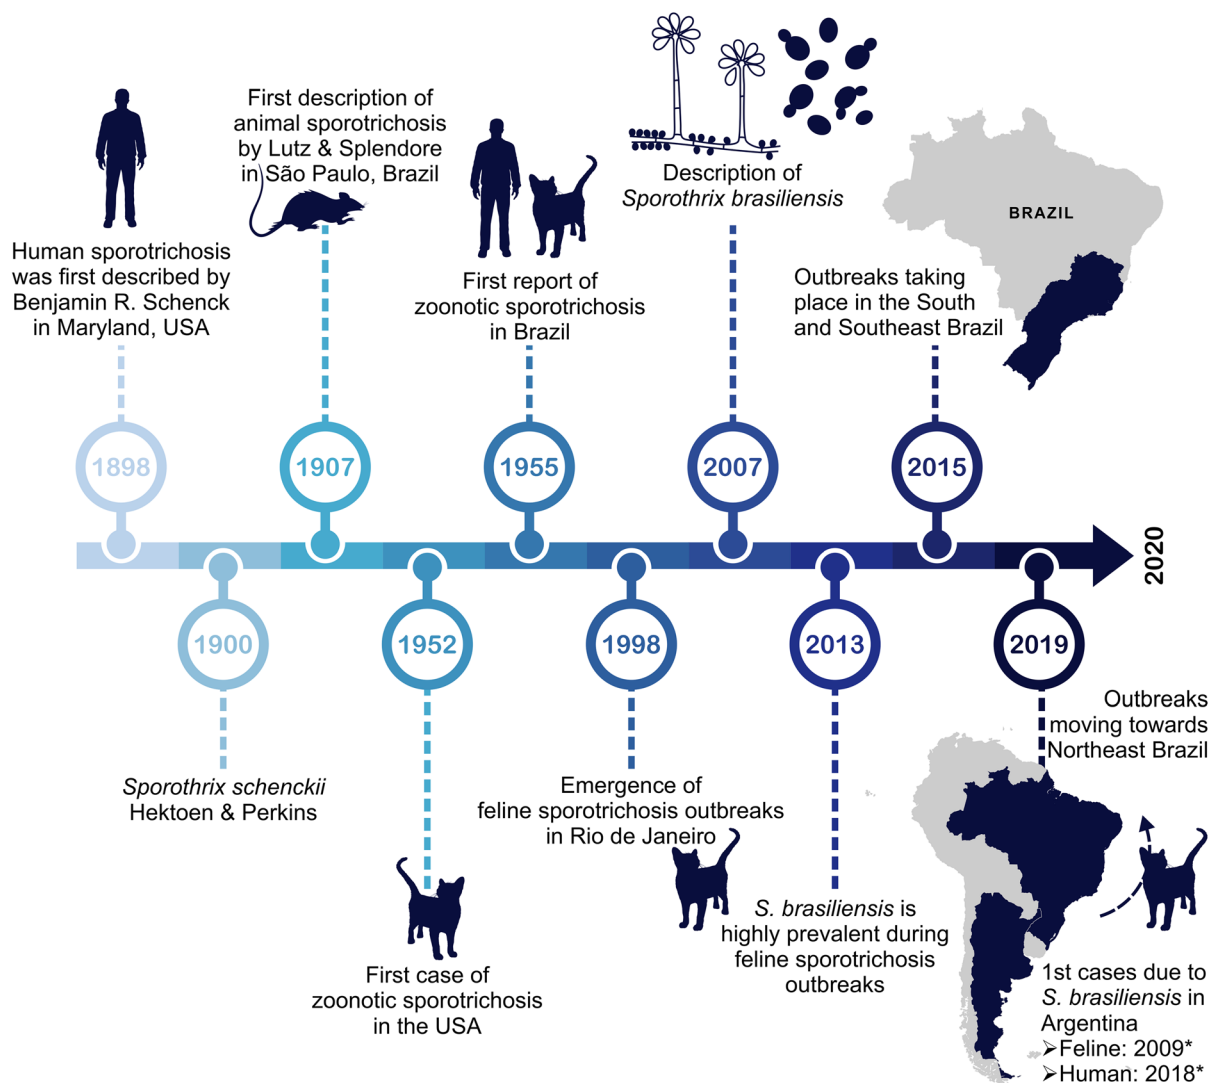 First description of
animal sporotrichosis
by Lutz & Splendore
in São Paulo, Brazil
Description of
Sporothrix brasiliensis
BRAZIL
Human sporotrichosis
was first described by
Benjamin R. Schenck
in Maryland, USA
First report of
zoonotic sporotrichosis
in Brazil
Outbreaks taking
place in the South
and Southeast Brazil
1898
1907
1955
2007
2015
2020
1900
1952
1998
2013
2019
Sporothrix schenckii
Hektoen & Perkins
First case of
zoonotic sporotrichosis
in the USA
Emergence of
feline sporotrichosis outbreaks
in Rio de Janeiro
S. brasiliensis is
highly prevalent during
feline sporotrichosis
outbreaks
Outbreaks
moving towards
Northeast Brazil
1st cases due to
S. brasiliensis in
Argentina
➢Feline: 2009*
➢Human: 2018*